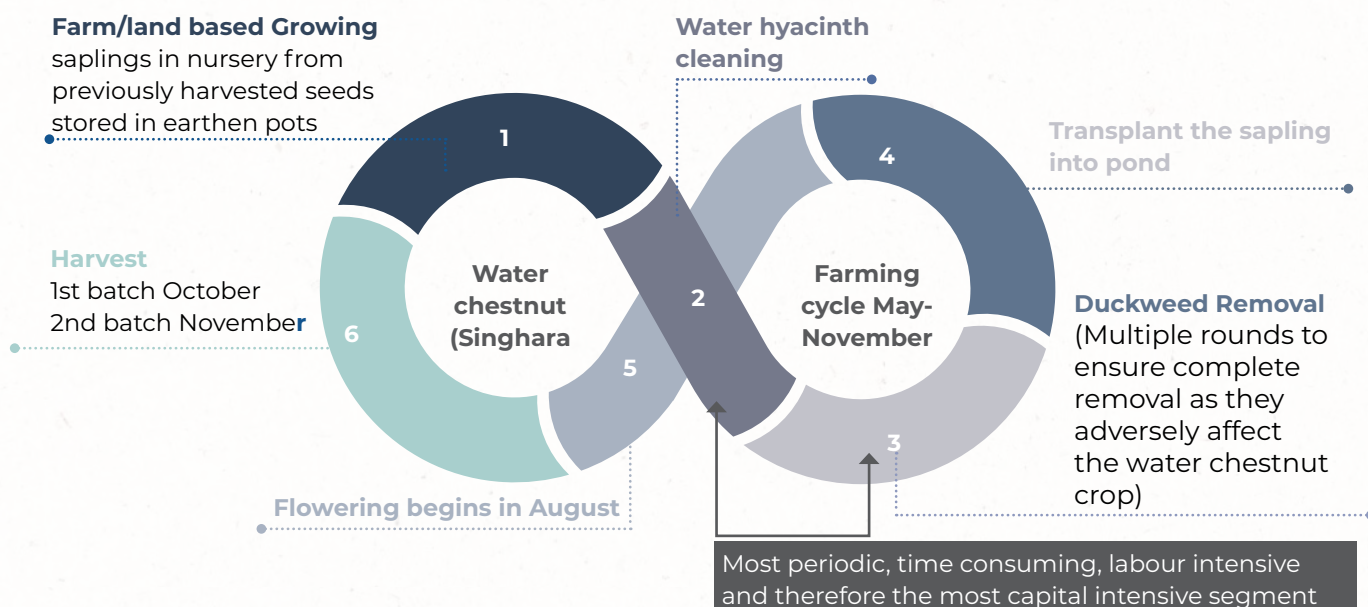 Farm/land based Growing
saplings in nursery from
previously harvested seeds
stored in earthen pots
1
Water hyacinth
cleaning
2
Duckweed Removal
(Multiple rounds to
ensure complete
removal as they
adversely affect
the water chestnut
crop)
3
Transplant the sapling
into pond
4
Flowering begins in August
5
Harvest
1st batch October
2nd batch November
6
Water
chestnut
(Singhara
Farming
cycle May-
November
Most periodic, time consuming, labour intensive
and therefore the most capital intensive segment